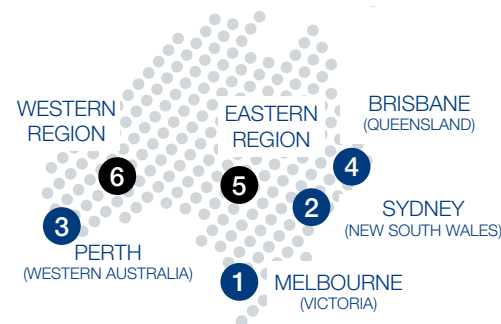 WESTERN
REGION
6
EASTERN
REGION
5
BRISBANE
(QUEENSLAND)
4
2
SYDNEY
(NEW SOUTH WALES)
3
PERTH
(WESTERN AUSTRALIA)
1
MELBOURNE
(VICTORIA)